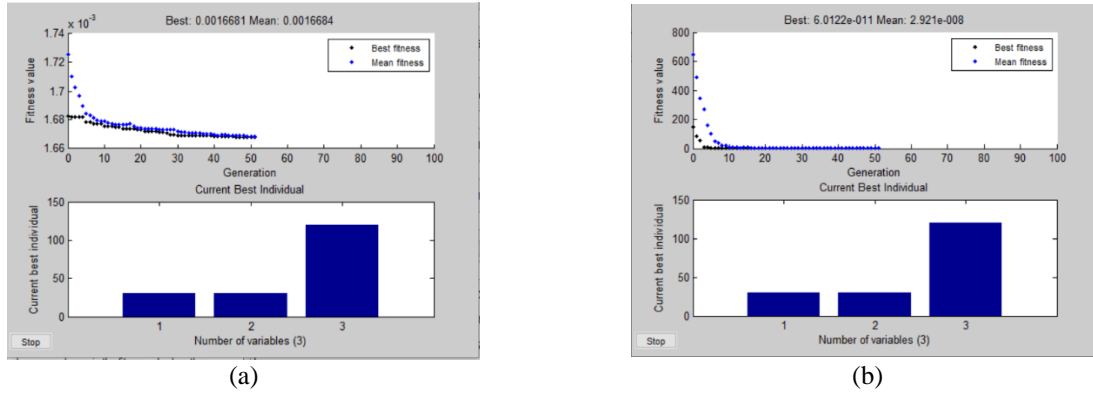 Best: 0.0016681 Mean: 0.0016684
1.74 x 10⁻³
1.72
1.7
1.68
1.66
Fitness value
Best fitness
Mean fitness
0 10 20 30 40 50 60 70 80 90 100
Generation
Current Best Individual
150
100
50
0
Current best individual
1 2 3
Number of variables (3)
Stop
(a)
Best: 6.0122e-011 Mean: 2.921e-008
800
600
400
200
0
Fitness value
Best fitness
Mean fitness
0 10 20 30 40 50 60 70 80 90 100
Generation
Current Best Individual
150
100
50
0
Current best individual
1 2 3
Number of variables (3)
Stop
(b)